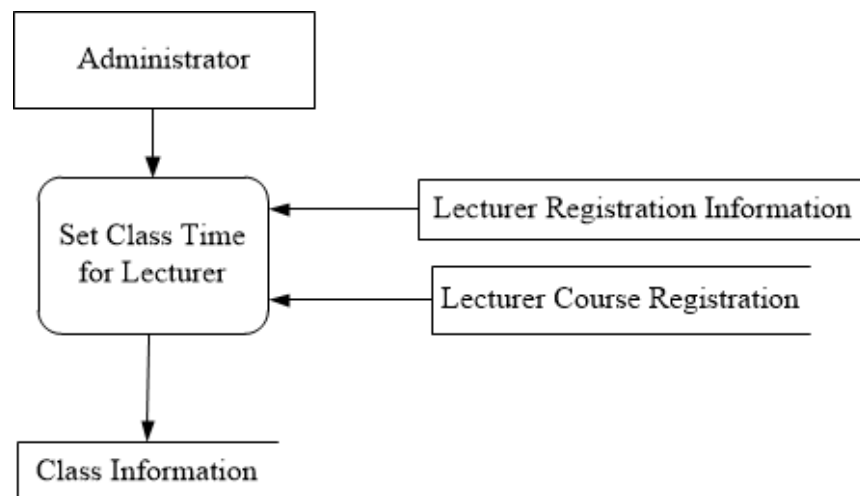 Administrator
Set Class Time
for Lecturer
Lecturer Registration Information
Lecturer Course Registration
Class Information